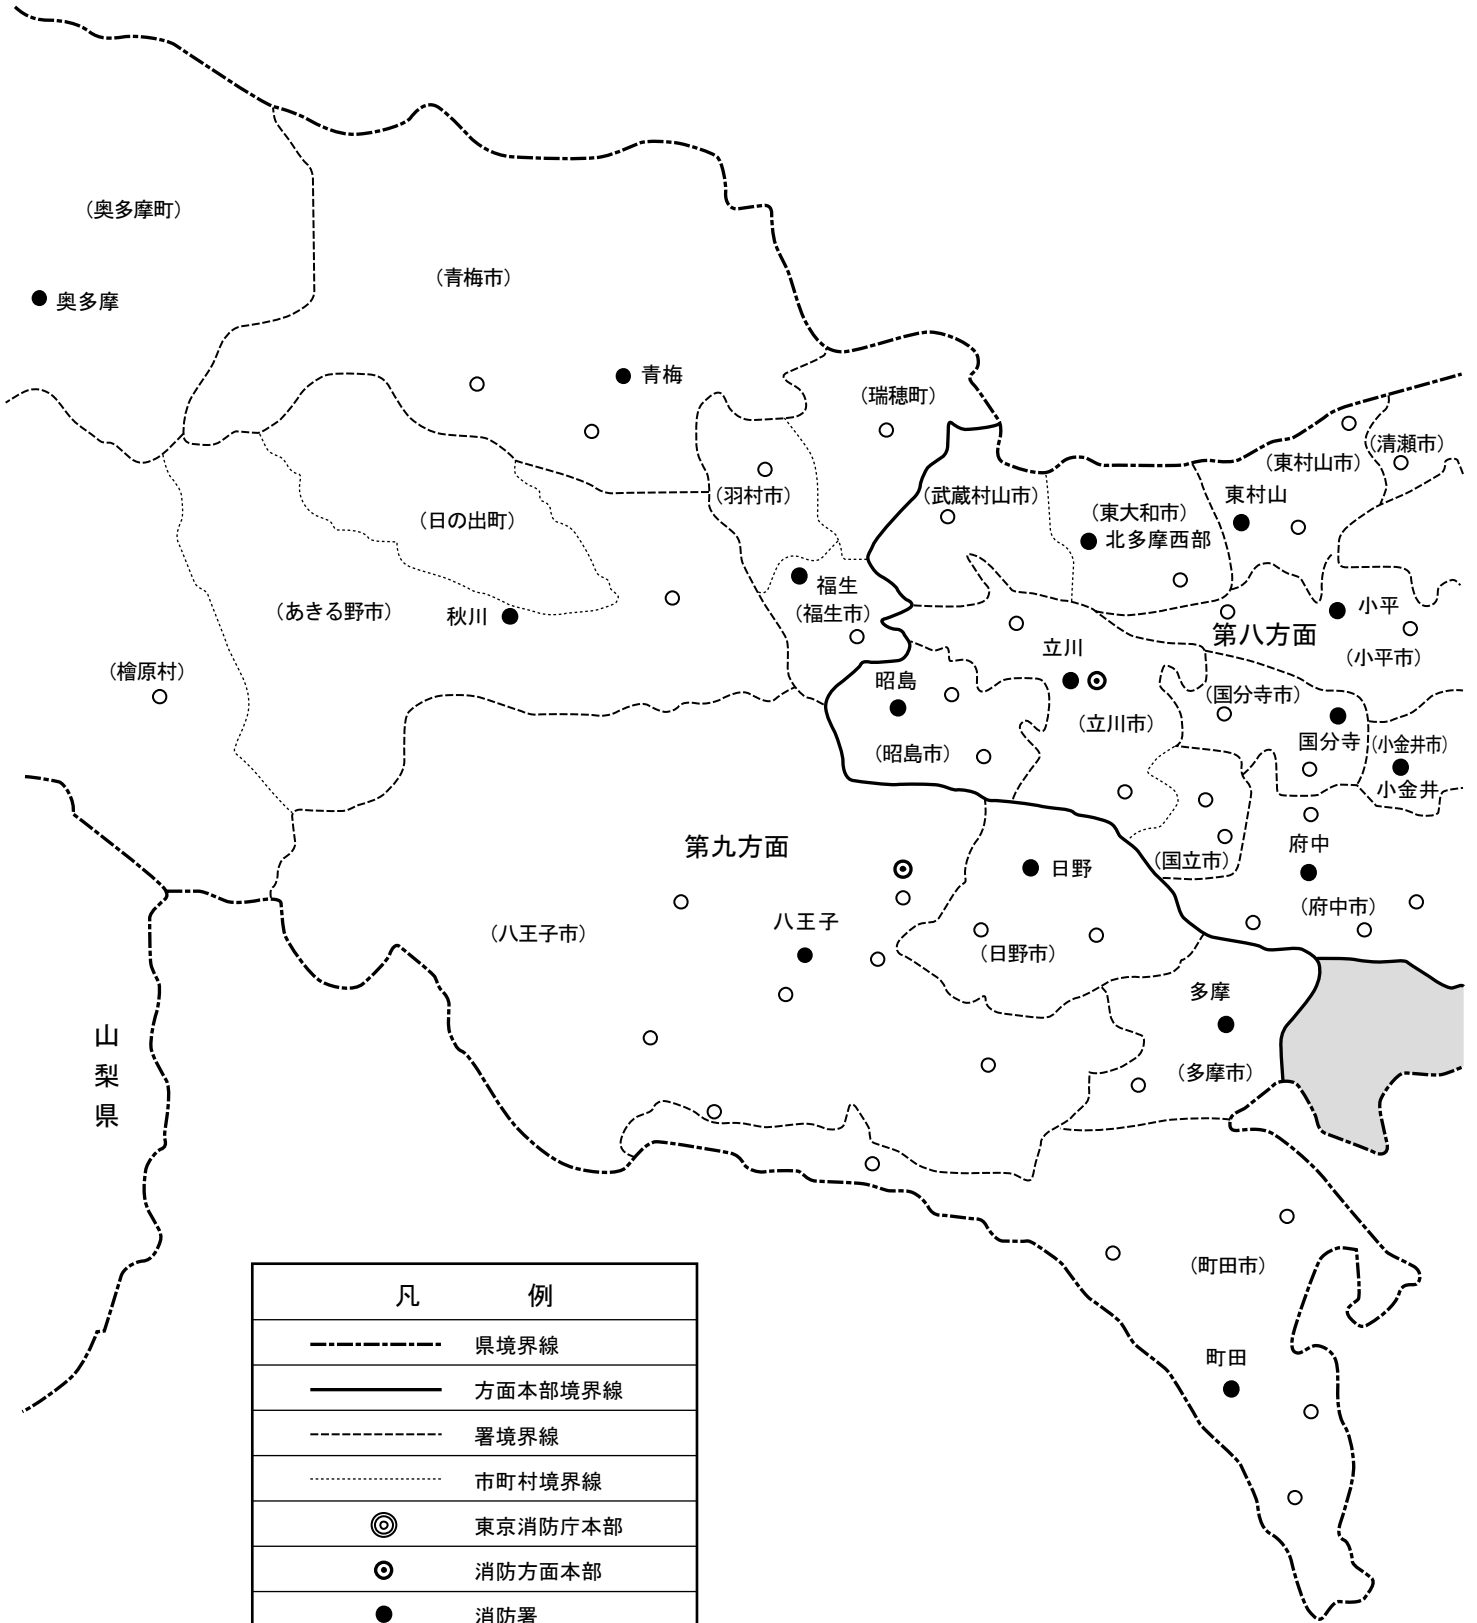 （奥多摩町）
奥多摩
（青梅市）
青梅
（瑞穂町）
（羽村市）
（日の出町）
（あきる野市）
秋川
（檜原村）
福生
（福生市）
（武蔵村山市）
（東大和市）
北多摩西部
（東村山市）
東村山
（清瀬市）
小平
第八方面
（小平市）
立川
（立川市）
昭島
（昭島市）
（国分寺市）
国分寺
（小金井市）
小金井
（国立市）
府中
（府中市）
第九方面
八王子
（八王子市）
日野
（日野市）
多摩
（多摩市）
山梨県
（町田市）
町田
凡 例
県境界線
方面本部境界線
署境界線
市町村境界線
東京消防庁本部
消防方面本部
消防署